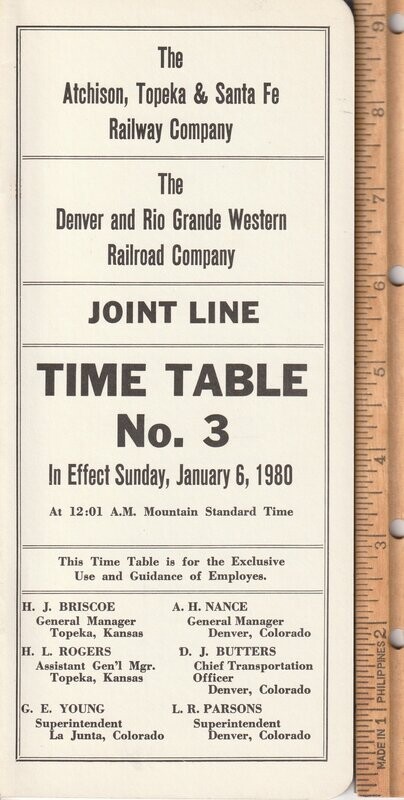 The
Atchison, Topeka & Santa Fe
Railway Company
The
Denver and Rio Grande Western
Railroad Company
JOINT LINE
TIME TABLE
No. 3
In Effect Sunday, January 6, 1980
At 12:01 A.M. Mountain Standard Time
This Time Table is for the Exclusive
Use and Guidance of Employes.
H. J. BRISCOE
General Manager
Topeka, Kansas
A. H. NANCE
General Manager
Denver, Colorado
H. L. ROGERS
Assistant Gen'l Mgr.
Topeka, Kansas
D. J. BUTTERS
Chief Transportation
Officer
Denver, Colorado
G. E. YOUNG
Superintendent
La Junta, Colorado
L. R. PARSONS
Superintendent
Denver, Colorado
9
8
7
6
5
4
3
2
1
MADE IN PHILIPPINES